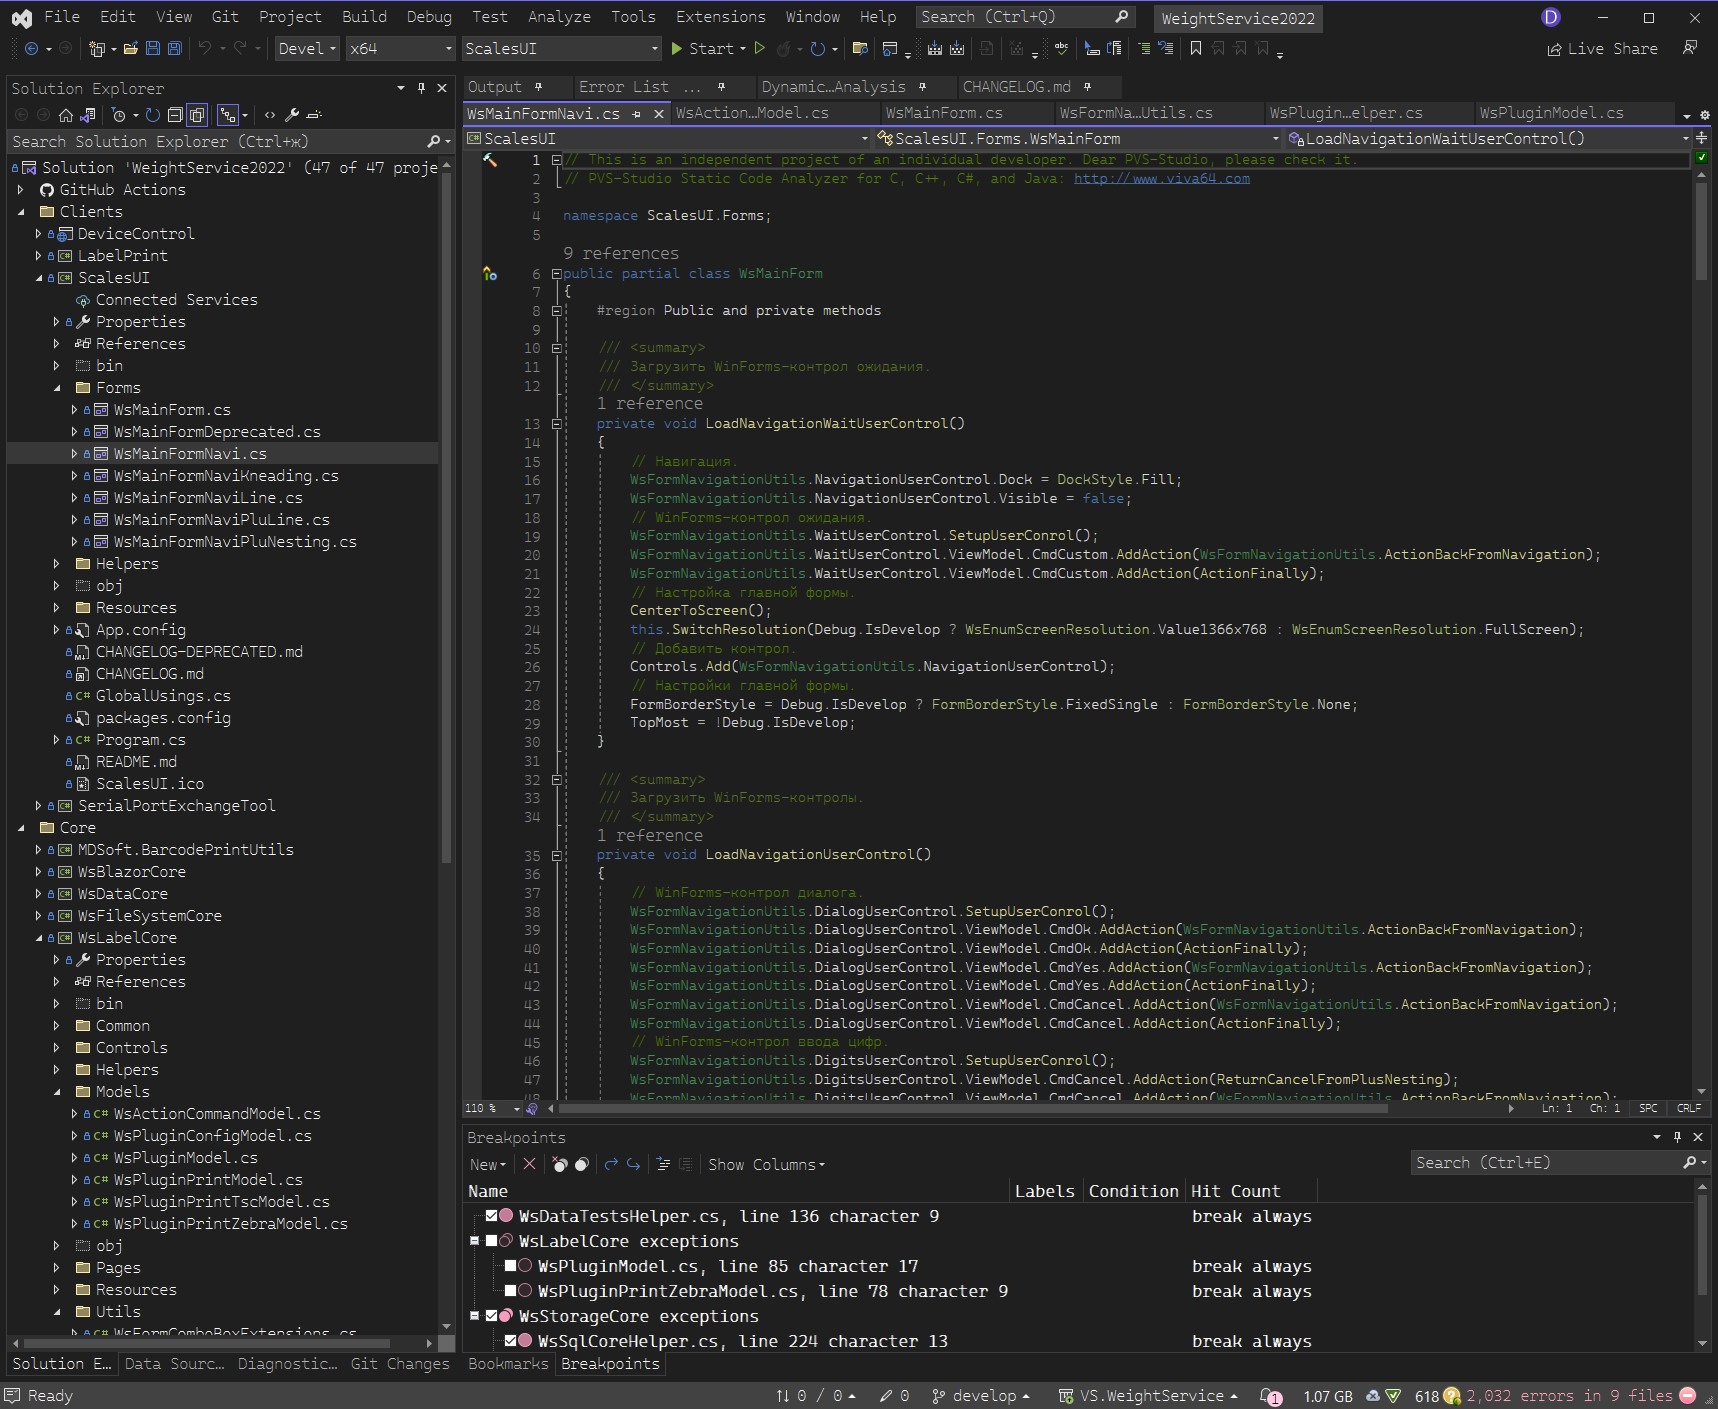 File Edit View Git Project Build Debug Test Analyze Tools Extensions Window Help Search (Ctrl+Q) WeightService2022 D
Devel x64 ScalesUI Start Live Share
Solution Explorer
Search Solution Explorer (Ctrl+ж)
Solution 'WeightService2022' (47 of 47 proje
GitHub Actions
Clients
DeviceControl
LabelPrint
ScalesUI
Connected Services
Properties
References
bin
Forms
WsMainForm.cs
WsMainFormDeprecated.cs
WsMainFormNavi.cs
WsMainFormNaviKneading.cs
WsMainFormNaviLine.cs
WsMainFormNaviPluLine.cs
WsMainFormNaviPluNesting.cs
Helpers
obj
Resources
App.config
CHANGELOG-DEPRECATED.md
CHANGELOG.md
GlobalUsings.cs
packages.config
Program.cs
README.md
ScalesUI.ico
SerialPortExchangeTool
Core
MDSoft.BarcodePrintUtils
WsBlazorCore
WsDataCore
WsFileSystemCore
WsLabelCore
Properties
References
bin
Common
Controls
Helpers
Models
WsActionCommandModel.cs
WsPluginConfigModel.cs
WsPluginModel.cs
WsPluginPrintModel.cs
WsPluginPrintTscModel.cs
WsPluginPrintZebraModel.cs
obj
Pages
Resources
Utils
WsFormComboBoxExtensions.cs
Solution E... Data Sourc... Diagnostic... Git Changes
Output Error List ... Dynamic...Analysis CHANGELOG.md
WsMainFormNavi.cs WsAction...Model.cs WsMainForm.cs WsFormNa...Utils.cs WsPlugin...elper.cs WsPluginModel.cs
ScalesUI ScalesUI.Forms.WsMainForm LoadNavigationWaitUserControl()
1 // This is an independent project of an individual developer. Dear PVS-Studio, please check it.
2 // PVS-Studio Static Code Analyzer for C, C++, C#, and Java: http://www.viva64.com
3
4 namespace ScalesUI.Forms;
5
9 references
6 public partial class WsMainForm
7 {
8 #region Public and private methods
9
10 /// <summary>
11 /// Загрузить WinForms-контрол ожидания.
12 /// </summary>
1 reference
13 private void LoadNavigationWaitUserControl()
14 {
15 // Навигация.
16 WsFormNavigationUtils.NavigationUserControl.Dock = DockStyle.Fill;
17 WsFormNavigationUtils.NavigationUserControl.Visible = false;
18 // WinForms-контрол ожидания.
19 WsFormNavigationUtils.WaitUserControl.SetupUserConrol();
20 WsFormNavigationUtils.WaitUserControl.ViewModel.CmdCustom.AddAction(WsFormNavigationUtils.ActionBackFromNavigation);
21 WsFormNavigationUtils.WaitUserControl.ViewModel.CmdCustom.AddAction(ActionFinally);
22 // Настройка главной формы.
23 CenterToScreen();
24 this.SwitchResolution(Debug.IsDevelop ? WsEnumScreenResolution.Value1366x768 : WsEnumScreenResolution.FullScreen);
25 // Добавить контрол.
26 Controls.Add(WsFormNavigationUtils.NavigationUserControl);
27 // Настройки главной формы.
28 FormBorderStyle = Debug.IsDevelop ? FormBorderStyle.FixedSingle : FormBorderStyle.None;
29 TopMost = !Debug.IsDevelop;
30 }
31
32 /// <summary>
33 /// Загрузить WinForms-контролы.
34 /// </summary>
1 reference
35 private void LoadNavigationUserControl()
36 {
37 // WinForms-контрол диалога.
38 WsFormNavigationUtils.DialogUserControl.SetupUserConrol();
39 WsFormNavigationUtils.DialogUserControl.ViewModel.CmdOk.AddAction(WsFormNavigationUtils.ActionBackFromNavigation);
40 WsFormNavigationUtils.DialogUserControl.ViewModel.CmdOk.AddAction(ActionFinally);
41 WsFormNavigationUtils.DialogUserControl.ViewModel.CmdYes.AddAction(WsFormNavigationUtils.ActionBackFromNavigation);
42 WsFormNavigationUtils.DialogUserControl.ViewModel.CmdYes.AddAction(ActionFinally);
43 WsFormNavigationUtils.DialogUserControl.ViewModel.CmdCancel.AddAction(WsFormNavigationUtils.ActionBackFromNavigation);
44 WsFormNavigationUtils.DialogUserControl.ViewModel.CmdCancel.AddAction(ActionFinally);
45 // WinForms-контрол ввода цифр.
46 WsFormNavigationUtils.DigitsUserControl.SetupUserConrol();
47 WsFormNavigationUtils.DigitsUserControl.ViewModel.CmdCancel.AddAction(ReturnCancelFromPlusNesting);
48 WsFormNavigationUtils.DigitsUserControl.ViewModel.CmdCancel.AddAction(WsFormNavigationUtils.ActionBackFromNavigation);
110 % Ln: 1 Ch: 1 SPC CRLF
Breakpoints
New Show Columns Search (Ctrl+E)
Name Labels Condition Hit Count
WsDataTestsHelper.cs, line 136 character 9 break always
WsLabelCore exceptions
WsPluginModel.cs, line 85 character 17 break always
WsPluginPrintZebraModel.cs, line 78 character 9 break always
WsStorageCore exceptions
WsSqlCoreHelper.cs, line 224 character 13 break always
Bookmarks Breakpoints
Ready 0 / 0 0 develop VS.WeightService 1 1.07 GB 618 2,032 errors in 9 files